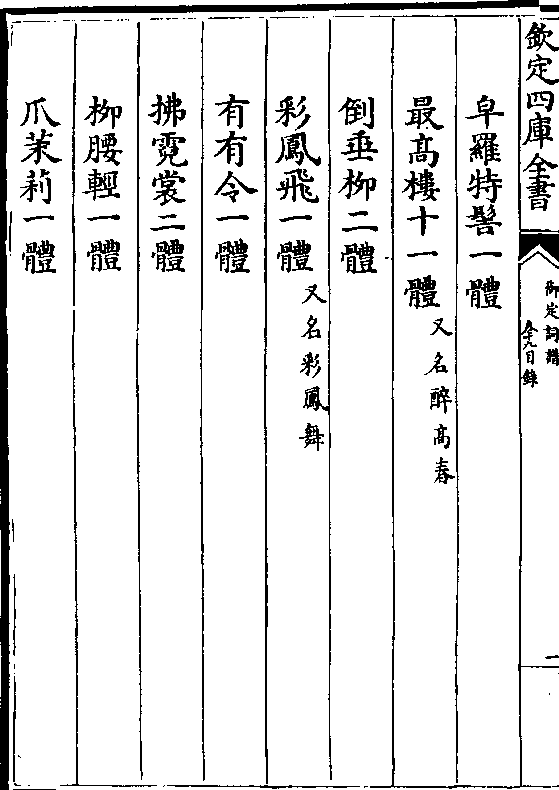 欽定四庫全書
御定詞譜
卷十九目錄
一
皁羅特髻一體
最高樓十一體又名醉高春
倒垂柳二體
彩鳳飛一體又名彩鳳舞
有有令一體
拂霓裳二體
柳腰輕一體
爪茉莉一體